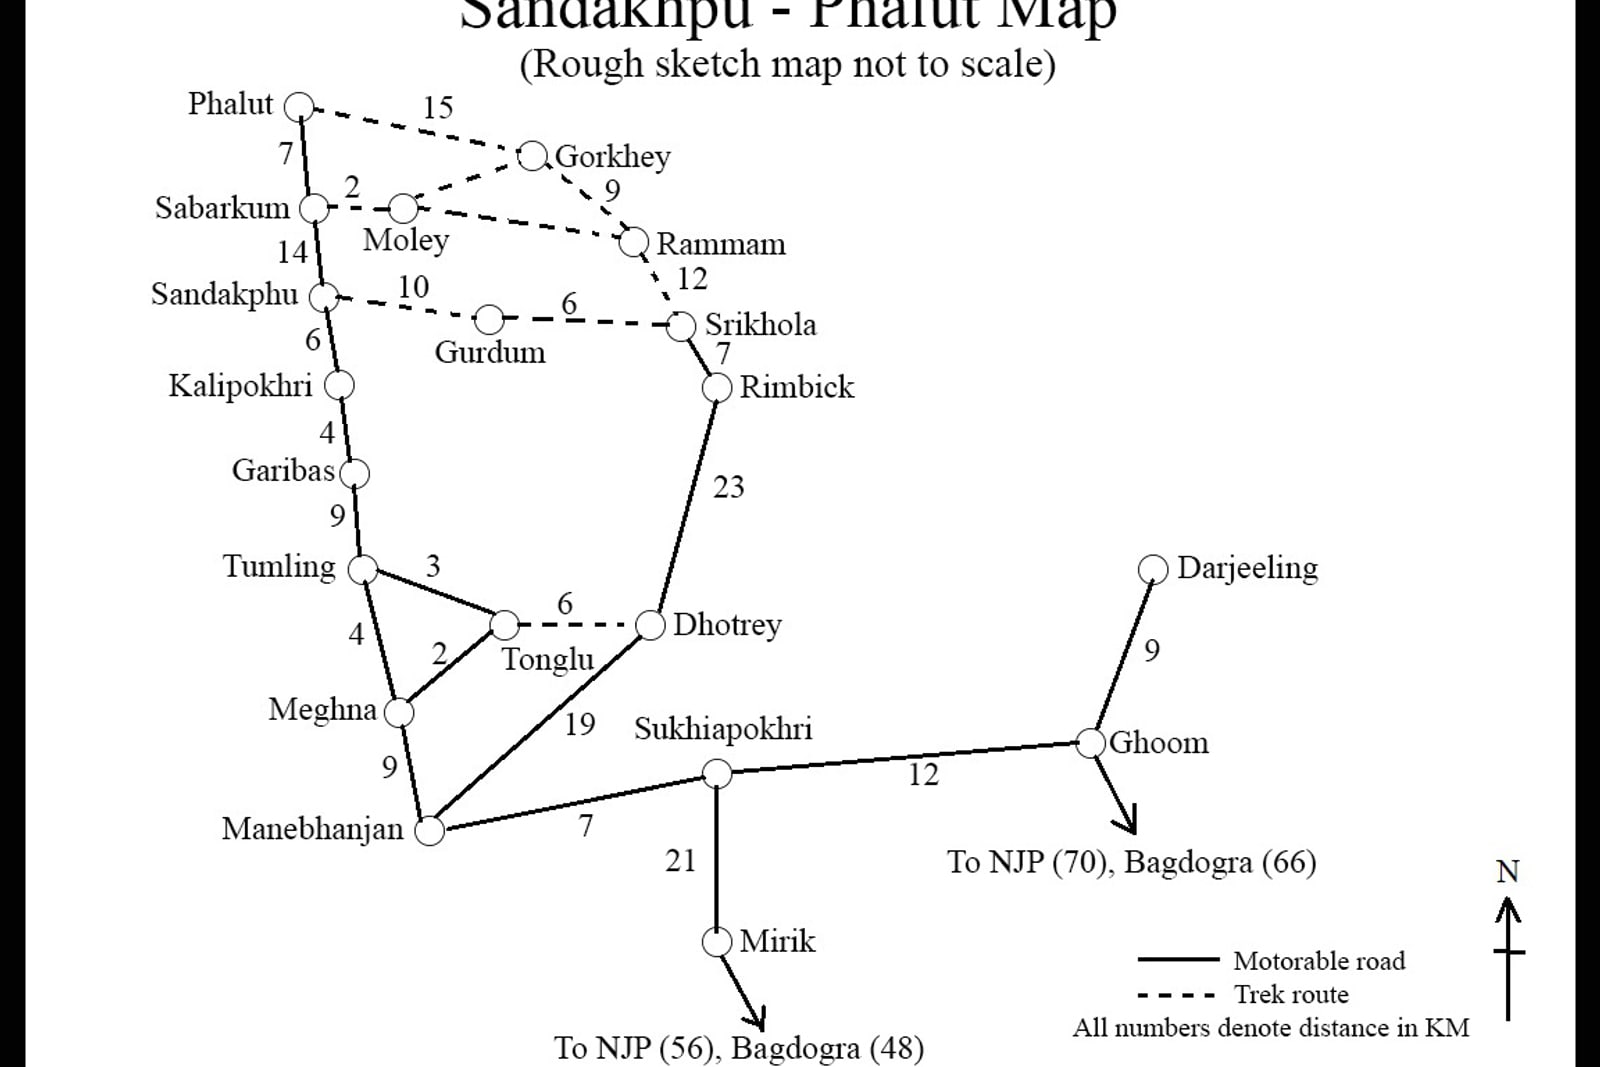 Sandakhpu - Phalut Map
(Rough sketch map not to scale)
Phalut
15
7
Gorkhey
9
Sabarkum
2
Moley
Rammam
14
12
Sandakphu
10
6
Gurdum
Srikhola
6
7
Kalipokhri
Rimbick
4
Garibas
23
9
Tumling
3
Darjeeling
6
Dhotrey
4
2
Tonglu
9
Meghna
19
Sukhiapokhri
Ghoom
9
12
Manebhanjan
7
21
To NJP (70), Bagdogra (66)
N
Mirik
Motorable road
Trek route
All numbers denote distance in KM
To NJP (56), Bagdogra (48)